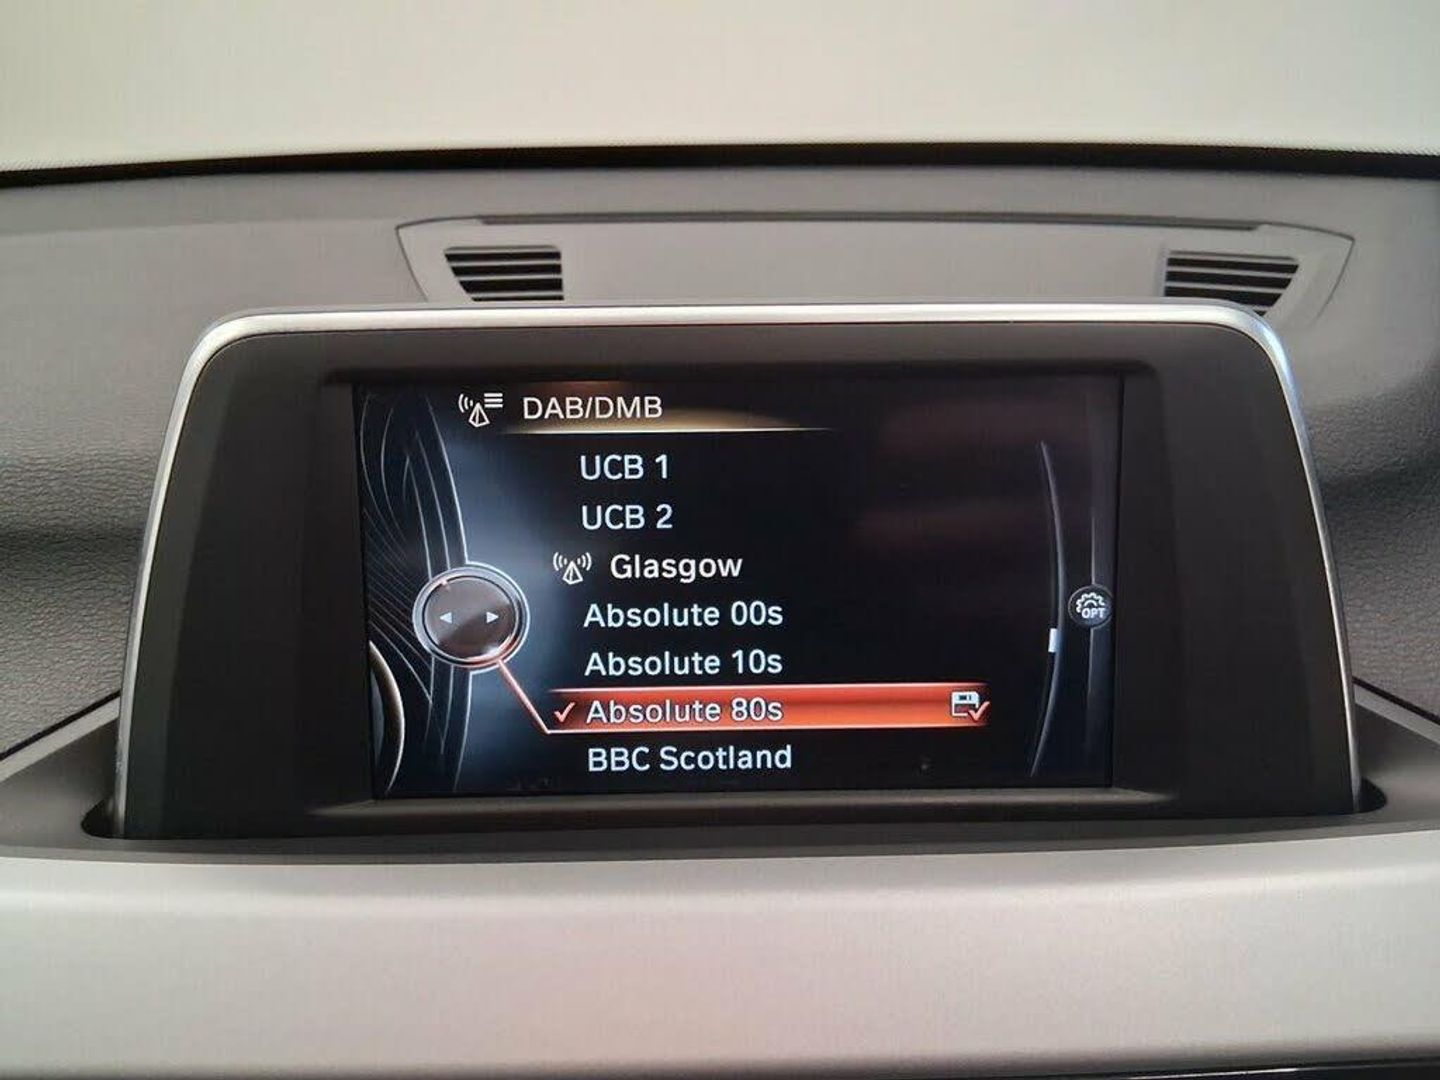 DAB/DMB
UCB 1
UCB 2
Glasgow
Absolute 00s
OPT
Absolute 10s
Absolute 80s
BBC Scotland